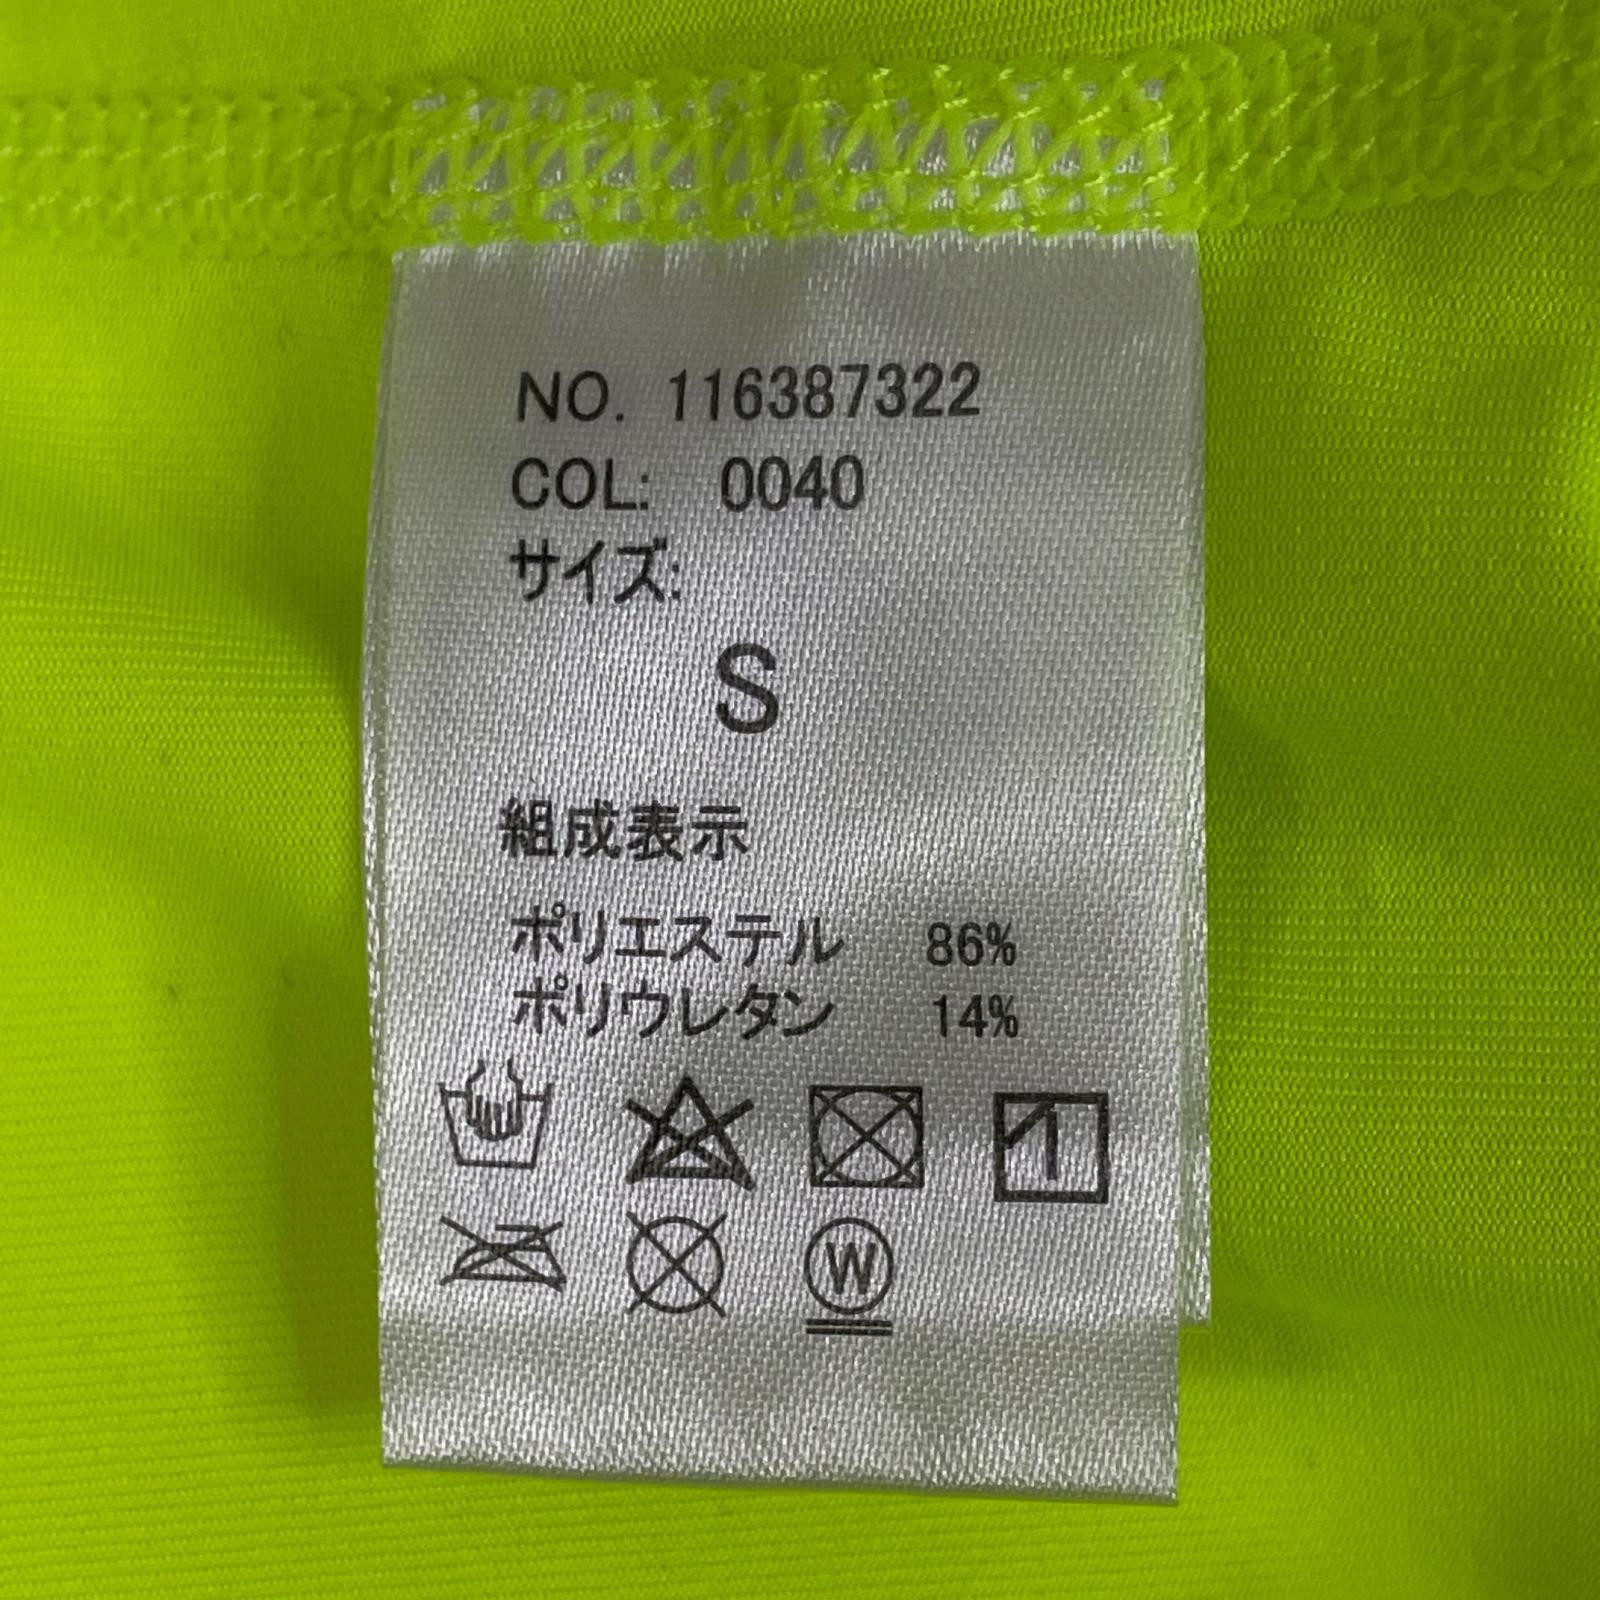 NO. 116387322
COL: 0040
サイズ:
S
組成表示
ポリエステル 86%
ポリウレタン 14%
W